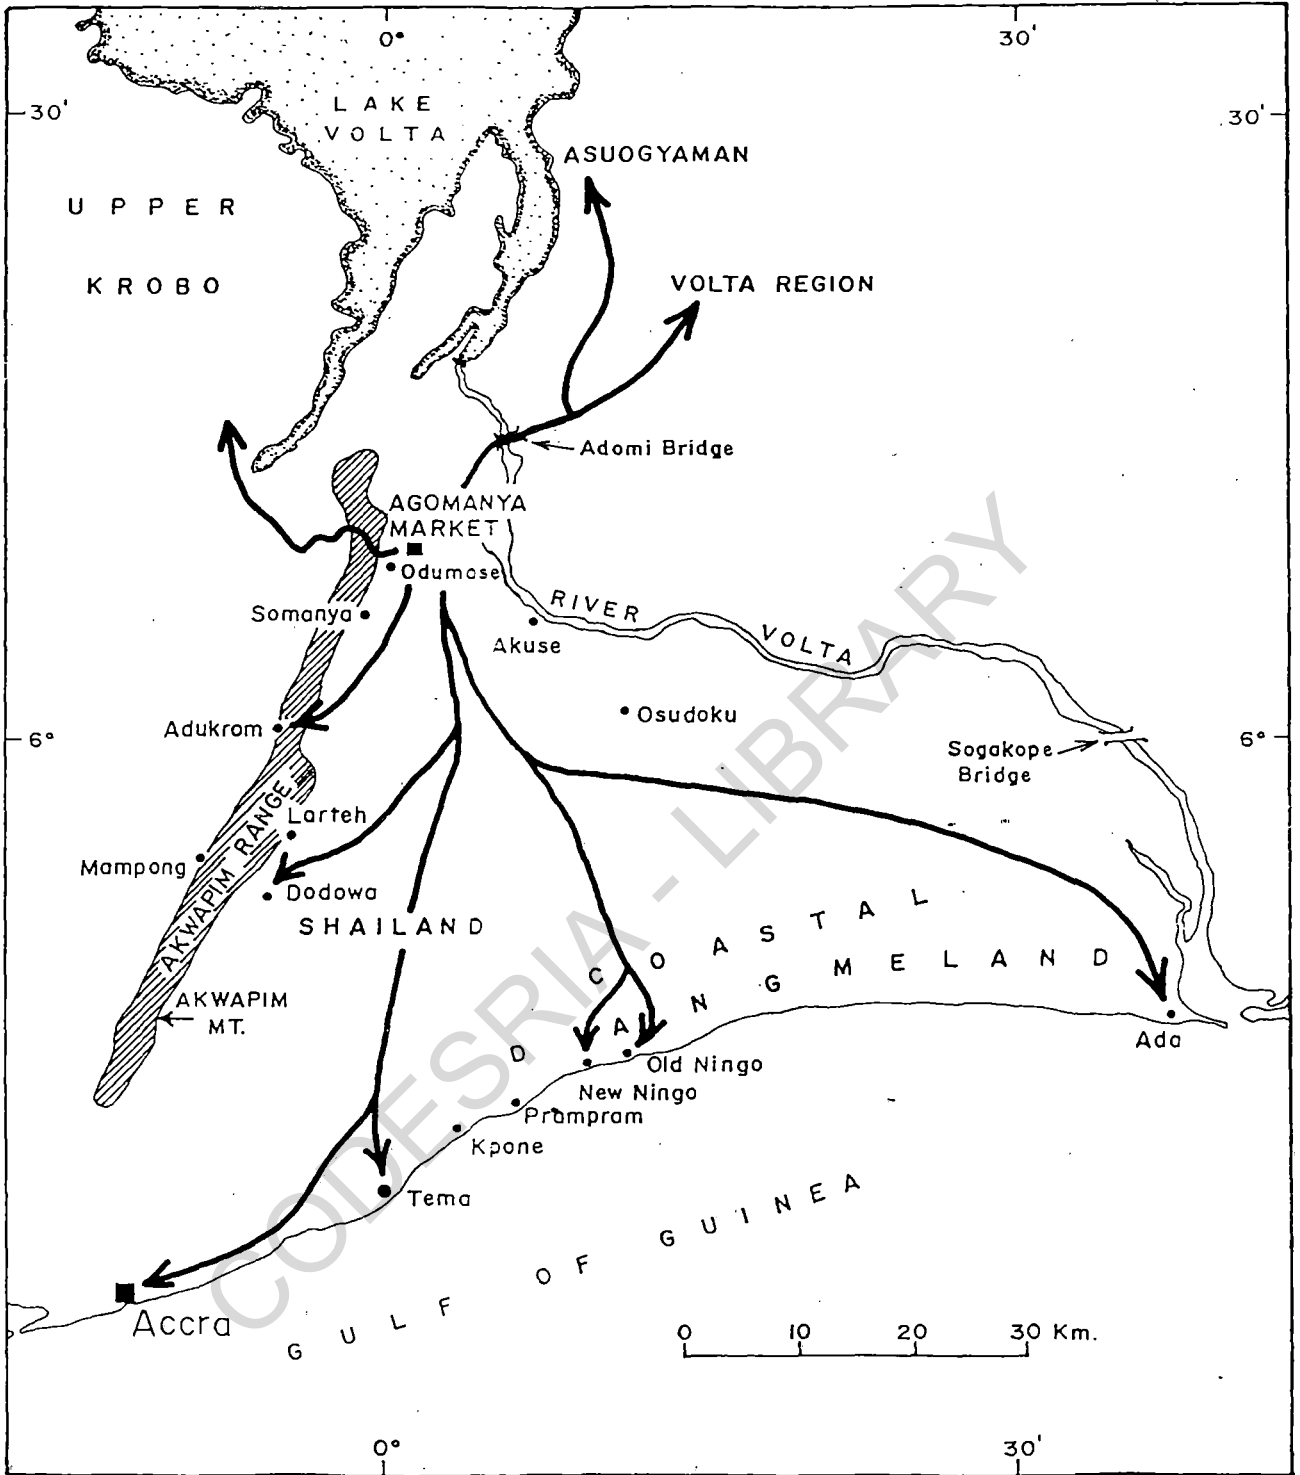 0°
30'
30'
30'
LAKE
VOLTA
ASUOGYAMAN
UPPER
KROBO
VOLTA REGION
Adomi Bridge
AGOMANYA
MARKET
Odumase
Somanya
RIVER VOLTA
Akuse
Adukrom
Osudoku
6°
6°
Sogakope
Bridge
Larteh
Mampong
AKWAPIM RANGE
Dodowa
SHAILAND
COASTAL
DANGMELAND
AKWAPIM
MT.
Ada
Old Ningo
New Ningo
Prampram
Kpone
Tema
Accra
GULF OF GUINEA
0 10 20 30 Km.
0°
30'
CODESRIA - LIBRARY